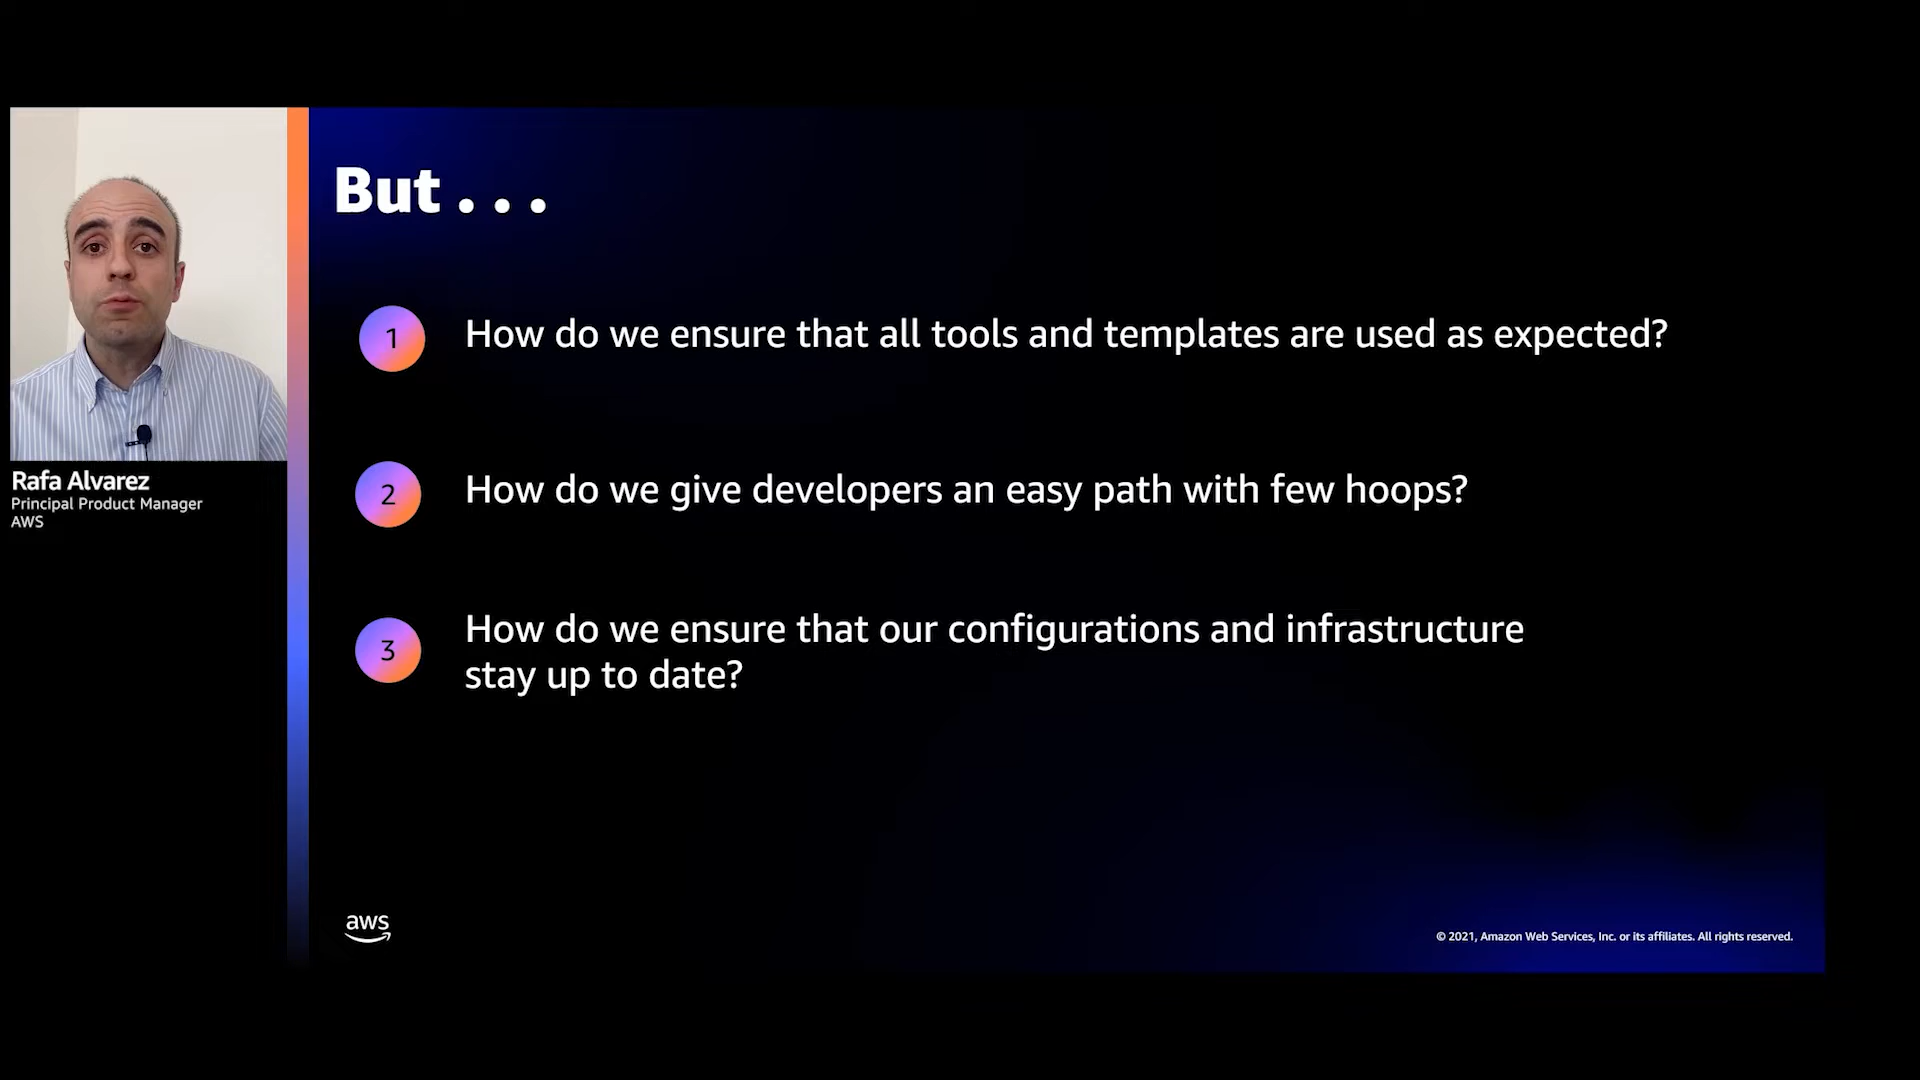 But . . .
1 How do we ensure that all tools and templates are used as expected?
2 How do we give developers an easy path with few hoops?
3 How do we ensure that our configurations and infrastructure
stay up to date?
Rafa Alvarez
Principal Product Manager
AWS
aws
© 2021, Amazon Web Services, Inc. or its affiliates. All rights reserved.